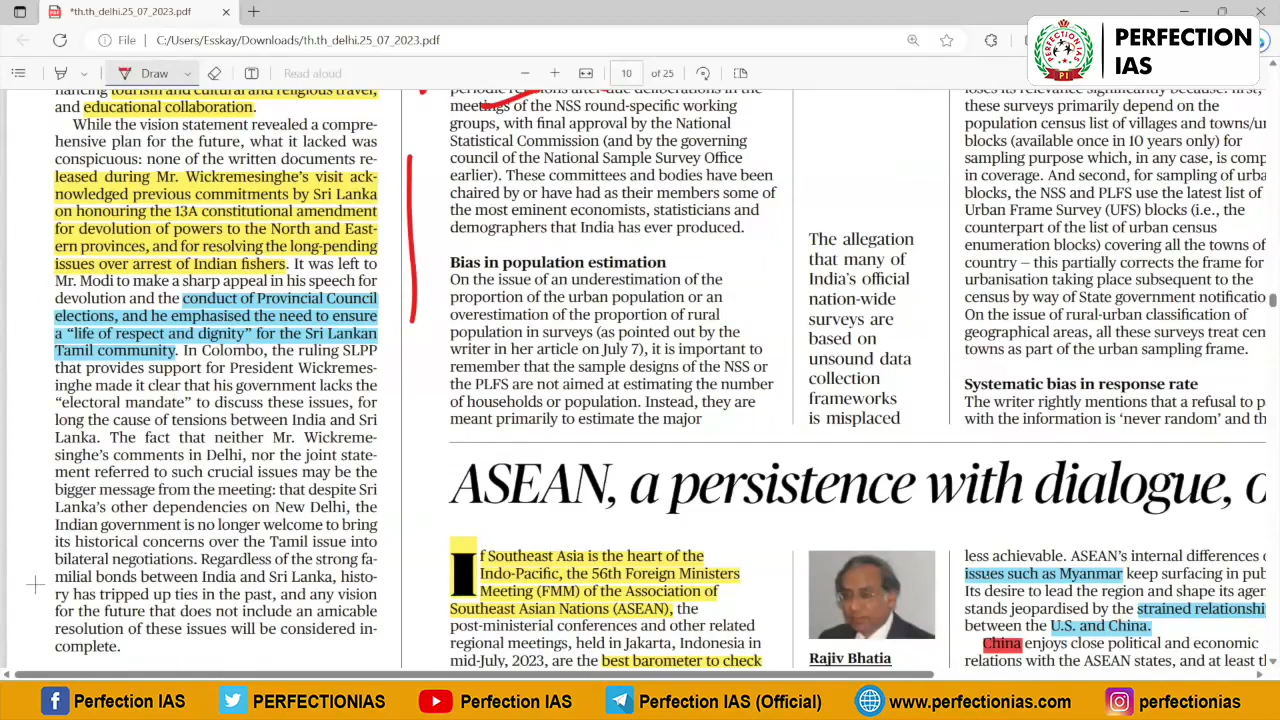 *th.th_delhi.25_07_2023.pdf
File
C:/Users/Esskay/Downloads/th.th_delhi.25_07_2023.pdf
PERFECTION
IAS
PERFECTION IAS
PI
Draw
Read aloud
10
of 25
nancing tourism and cultural and religious travel,
and educational collaboration.
While the vision statement revealed a compre-
hensive plan for the future, what it lacked was
conspicuous: none of the written documents re-
leased during Mr. Wickremesinghe’s visit ack-
nowledged previous commitments by Sri Lanka
on honouring the 13A constitutional amendment
for devolution of powers to the North and East-
ern provinces, and for resolving the long-pending
issues over arrest of Indian fishers. It was left to
Mr. Modi to make a sharp appeal in his speech for
devolution and the conduct of Provincial Council
elections, and he emphasised the need to ensure
a “life of respect and dignity” for the Sri Lankan
Tamil community. In Colombo, the ruling SLPP
that provides support for President Wickremes-
inghe made it clear that his government lacks the
“electoral mandate” to discuss these issues, for
long the cause of tensions between India and Sri
Lanka. The fact that neither Mr. Wickreme-
singhe’s comments in Delhi, nor the joint state-
ment referred to such crucial issues may be the
bigger message from the meeting: that despite Sri
Lanka’s other dependencies on New Delhi, the
Indian government is no longer welcome to bring
its historical concerns over the Tamil issue into
bilateral negotiations. Regardless of the strong fa-
milial bonds between India and Sri Lanka, histo-
ry has tripped up ties in the past, and any vision
for the future that does not include an amicable
resolution of these issues will be considered in-
complete.
periodic revisions after due deliberations in the
meetings of the NSS round-specific working
groups, with final approval by the National
Statistical Commission (and by the governing
council of the National Sample Survey Office
earlier). These committees and bodies have been
chaired by or have had as their members some of
the most eminent economists, statisticians and
demographers that India has ever produced.
Bias in population estimation
On the issue of an underestimation of the
proportion of the urban population or an
overestimation of the proportion of rural
population in surveys (as pointed out by the
writer in her article on July 7), it is important to
remember that the sample designs of the NSS or
the PLFS are not aimed at estimating the number
of households or population. Instead, they are
meant primarily to estimate the major
The allegation
that many of
India’s official
nation-wide
surveys are
based on
unsound data
collection
frameworks
is misplaced
loses its relevance significantly because: first,
these surveys primarily depend on the
population census list of villages and towns/ur
blocks (available once in 10 years only) for
sampling purpose which, in any case, is comp
in coverage. And second, for sampling of urba
blocks, the NSS and PLFS use the latest list of
Urban Frame Survey (UFS) blocks (i.e., the
counterpart of the list of urban census
enumeration blocks) covering all the towns of
country – this partially corrects the frame for
urbanisation taking place subsequent to the
census by way of State government notificatio
On the issue of rural-urban classification of
geographical areas, all these surveys treat cen
towns as part of the urban sampling frame.
Systematic bias in response rate
The writer rightly mentions that a refusal to p
with the information is ‘never random’ and th
ASEAN, a persistence with dialogue, o
If Southeast Asia is the heart of the
Indo-Pacific, the 56th Foreign Ministers
Meeting (FMM) of the Association of
Southeast Asian Nations (ASEAN), the
post-ministerial conferences and other related
regional meetings, held in Jakarta, Indonesia in
mid-July, 2023, are the best barometer to check
Rajiv Bhatia
less achievable. ASEAN’s internal differences o
issues such as Myanmar keep surfacing in pub
Its desire to lead the region and shape its agen
stands jeopardised by the strained relationshi
between the U.S. and China.
China enjoys close political and economic
relations with the ASEAN states, and at least th
Perfection IAS
PERFECTIONIAS
Perfection IAS
Perfection IAS (Official)
www.perfectionias.com
perfectionias